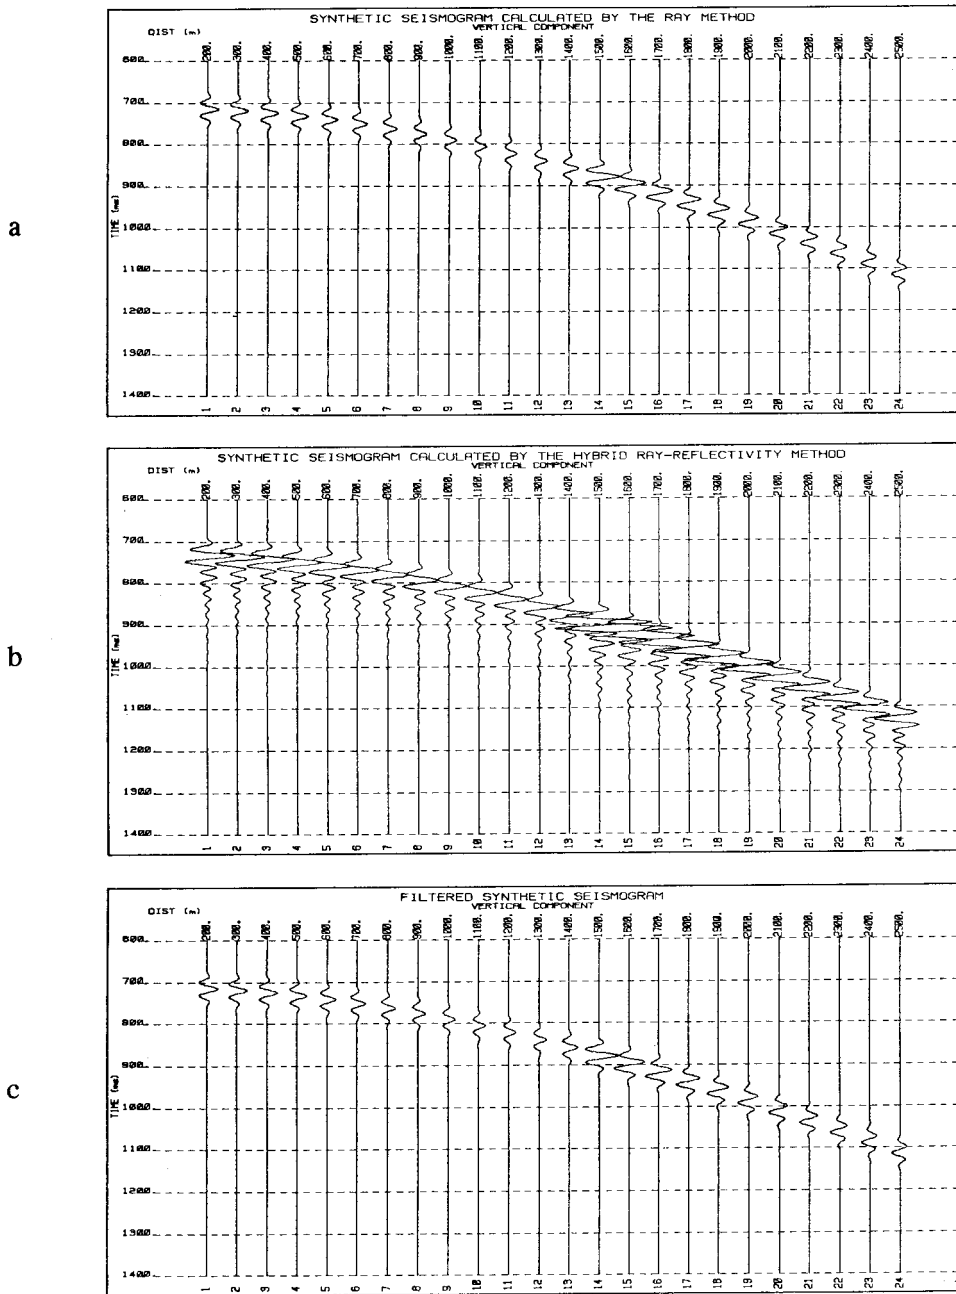 a
SYNTHETIC SEISMOGRAM CALCULATED BY THE RAY METHOD
VERTICAL COMPONENT
DIST (m)
200. 300. 400. 500. 600. 700. 800. 900. 1000. 1100. 1200. 1300. 1400. 1500. 1600. 1700. 1800. 1900. 2000. 2100. 2200. 2300. 2400. 2500.
600
700
800
900
1000
1100
1200
1300
1400
TIME (ms)
1 2 3 4 5 6 7 8 9 10 11 12 13 14 15 16 17 18 19 20 21 22 23 24
b
SYNTHETIC SEISMOGRAM CALCULATED BY THE HYBRID RAY-REFLECTIVITY METHOD
VERTICAL COMPONENT
DIST (m)
200. 300. 400. 500. 600. 700. 800. 900. 1000. 1100. 1200. 1300. 1400. 1500. 1600. 1700. 1800. 1900. 2000. 2100. 2200. 2300. 2400. 2500.
600
700
800
900
1000
1100
1200
1300
1400
TIME (ms)
1 2 3 4 5 6 7 8 9 10 11 12 13 14 15 16 17 18 19 20 21 22 23 24
c
FILTERED SYNTHETIC SEISMOGRAM
VERTICAL COMPONENT
DIST (m)
200. 300. 400. 500. 600. 700. 800. 900. 1000. 1100. 1200. 1300. 1400. 1500. 1600. 1700. 1800. 1900. 2000. 2100. 2200. 2300. 2400. 2500.
600
700
800
900
1000
1100
1200
1300
1400
TIME (ms)
1 2 3 4 5 6 7 8 9 10 11 12 13 14 15 16 17 18 19 20 21 22 23 24